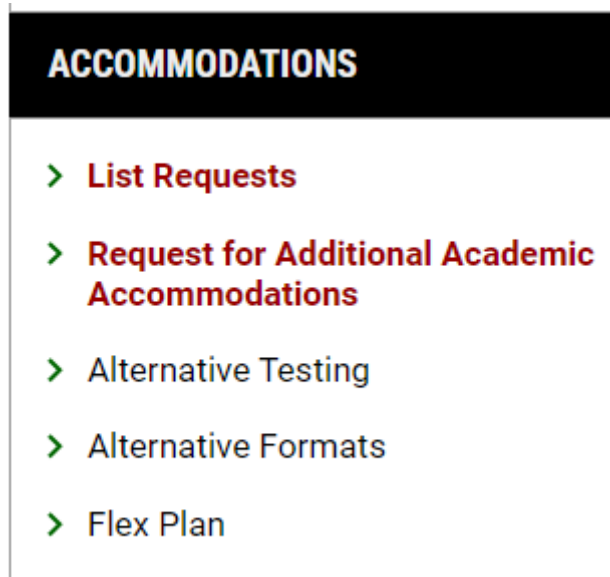 ACCOMMODATIONS
List Requests
Request for Additional Academic
Accommodations
Alternative Testing
Alternative Formats
Flex Plan